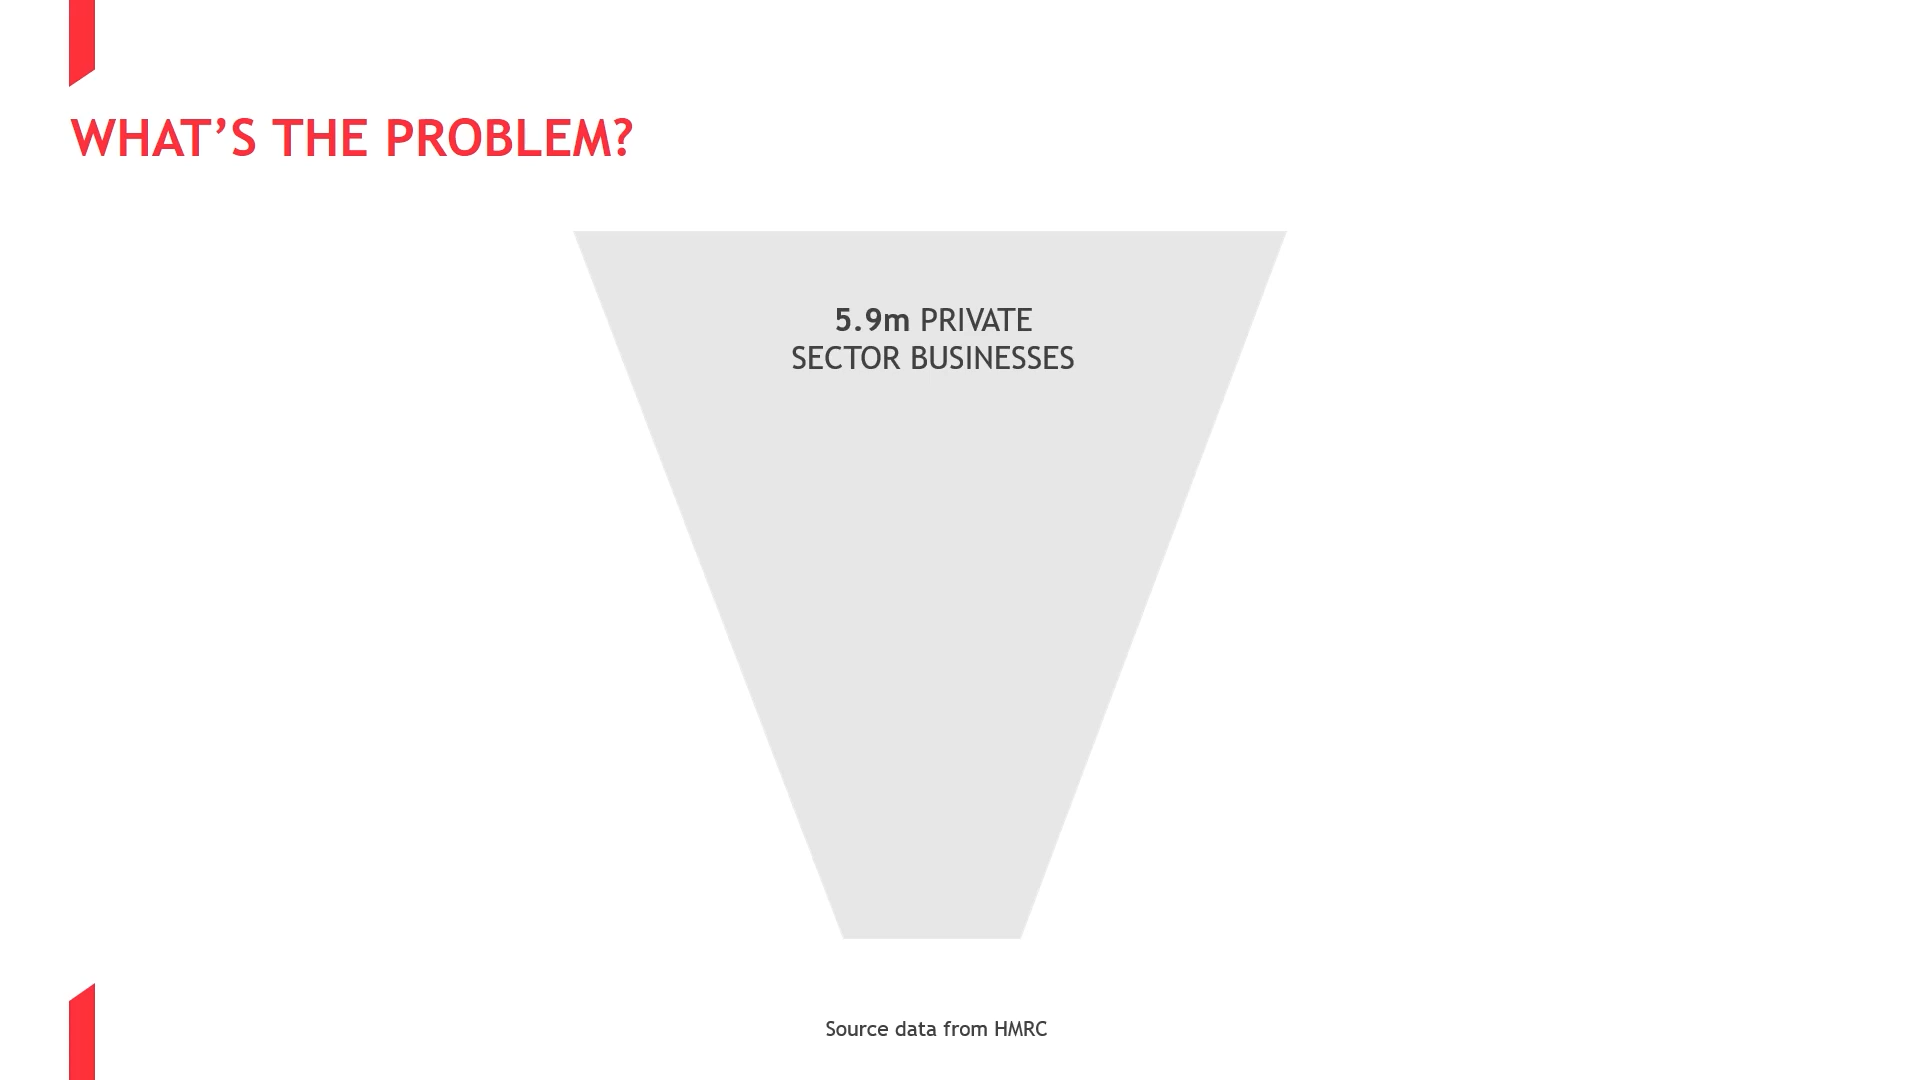 WHAT’S THE PROBLEM?
5.9m PRIVATE
SECTOR BUSINESSES
Source data from HMRC